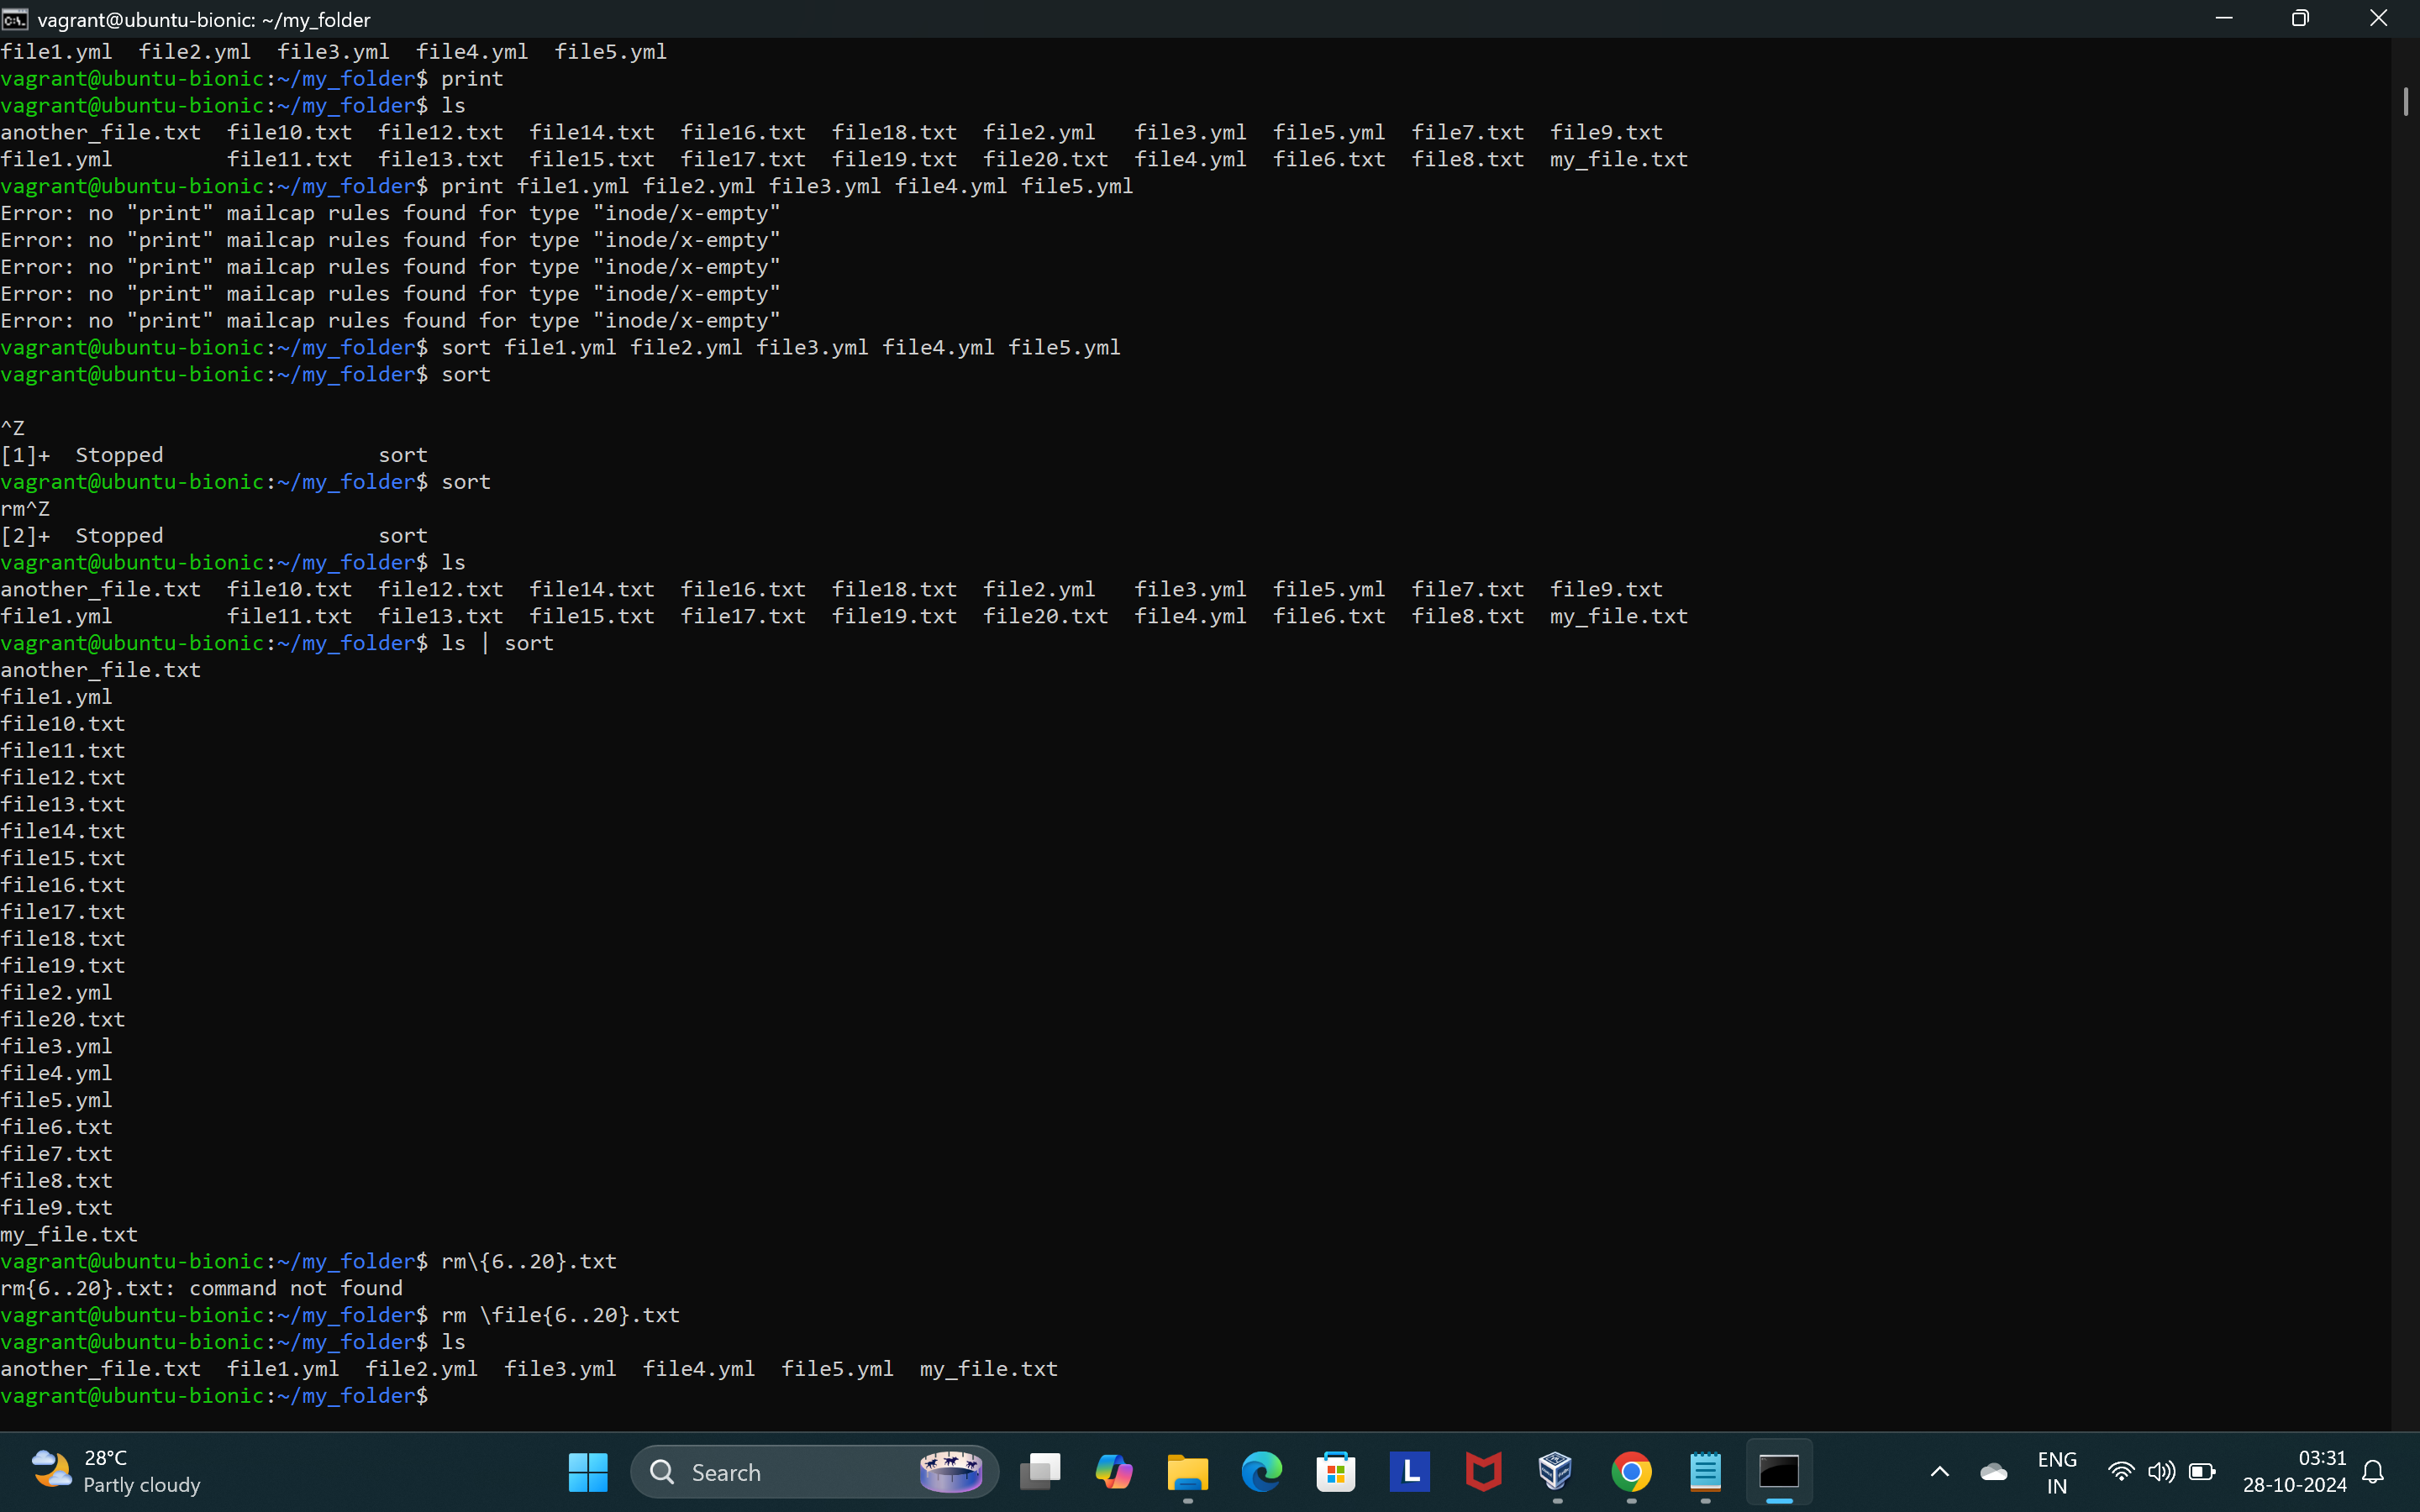 vagrant@ubuntu-bionic: ~/my_folder
file1.yml  file2.yml  file3.yml  file4.yml  file5.yml
vagrant@ubuntu-bionic:~/my_folder$ print
vagrant@ubuntu-bionic:~/my_folder$ ls
another_file.txt  file10.txt  file12.txt  file14.txt  file16.txt  file18.txt  file2.yml   file3.yml  file5.yml  file7.txt  file9.txt
file1.yml         file11.txt  file13.txt  file15.txt  file17.txt  file19.txt  file20.txt  file4.yml  file6.txt  file8.txt  my_file.txt
vagrant@ubuntu-bionic:~/my_folder$ print file1.yml file2.yml file3.yml file4.yml file5.yml
Error: no "print" mailcap rules found for type "inode/x-empty"
Error: no "print" mailcap rules found for type "inode/x-empty"
Error: no "print" mailcap rules found for type "inode/x-empty"
Error: no "print" mailcap rules found for type "inode/x-empty"
Error: no "print" mailcap rules found for type "inode/x-empty"
vagrant@ubuntu-bionic:~/my_folder$ sort file1.yml file2.yml file3.yml file4.yml file5.yml
vagrant@ubuntu-bionic:~/my_folder$ sort
^Z
[1]+  Stopped                 sort
vagrant@ubuntu-bionic:~/my_folder$ sort
rm^Z
[2]+  Stopped                 sort
vagrant@ubuntu-bionic:~/my_folder$ ls
another_file.txt  file10.txt  file12.txt  file14.txt  file16.txt  file18.txt  file2.yml   file3.yml  file5.yml  file7.txt  file9.txt
file1.yml         file11.txt  file13.txt  file15.txt  file17.txt  file19.txt  file20.txt  file4.yml  file6.txt  file8.txt  my_file.txt
vagrant@ubuntu-bionic:~/my_folder$ ls | sort
another_file.txt
file1.yml
file10.txt
file11.txt
file12.txt
file13.txt
file14.txt
file15.txt
file16.txt
file17.txt
file18.txt
file19.txt
file2.yml
file20.txt
file3.yml
file4.yml
file5.yml
file6.txt
file7.txt
file8.txt
file9.txt
my_file.txt
vagrant@ubuntu-bionic:~/my_folder$ rm\{6..20}.txt
rm{6..20}.txt: command not found
vagrant@ubuntu-bionic:~/my_folder$ rm \file{6..20}.txt
vagrant@ubuntu-bionic:~/my_folder$ ls
another_file.txt  file1.yml  file2.yml  file3.yml  file4.yml  file5.yml  my_file.txt
vagrant@ubuntu-bionic:~/my_folder$
28°C
Partly cloudy
Search
L
ENG
IN
03:31
28-10-2024